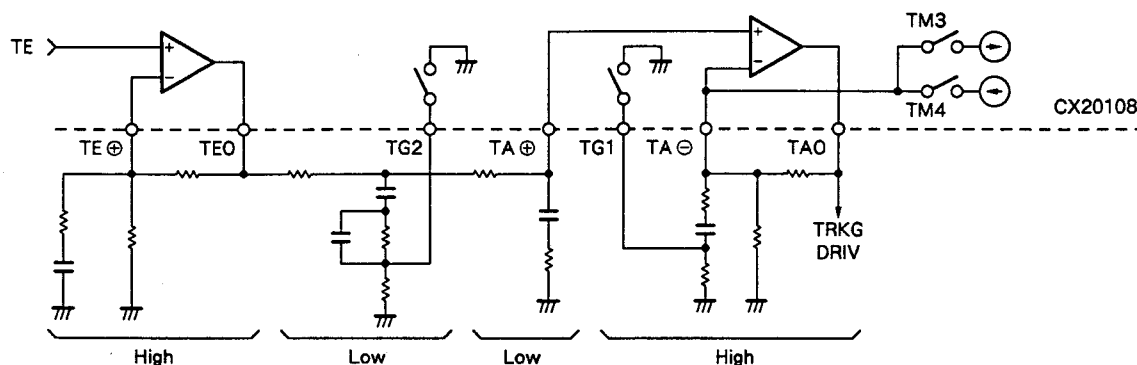 TM3
TE
+
−
+
−
TM4
CX20108
TE ⊕
TEO
TG2
TA ⊕
TG1
TA ⊖
TAO
TRKG
DRIV
High
Low
Low
High